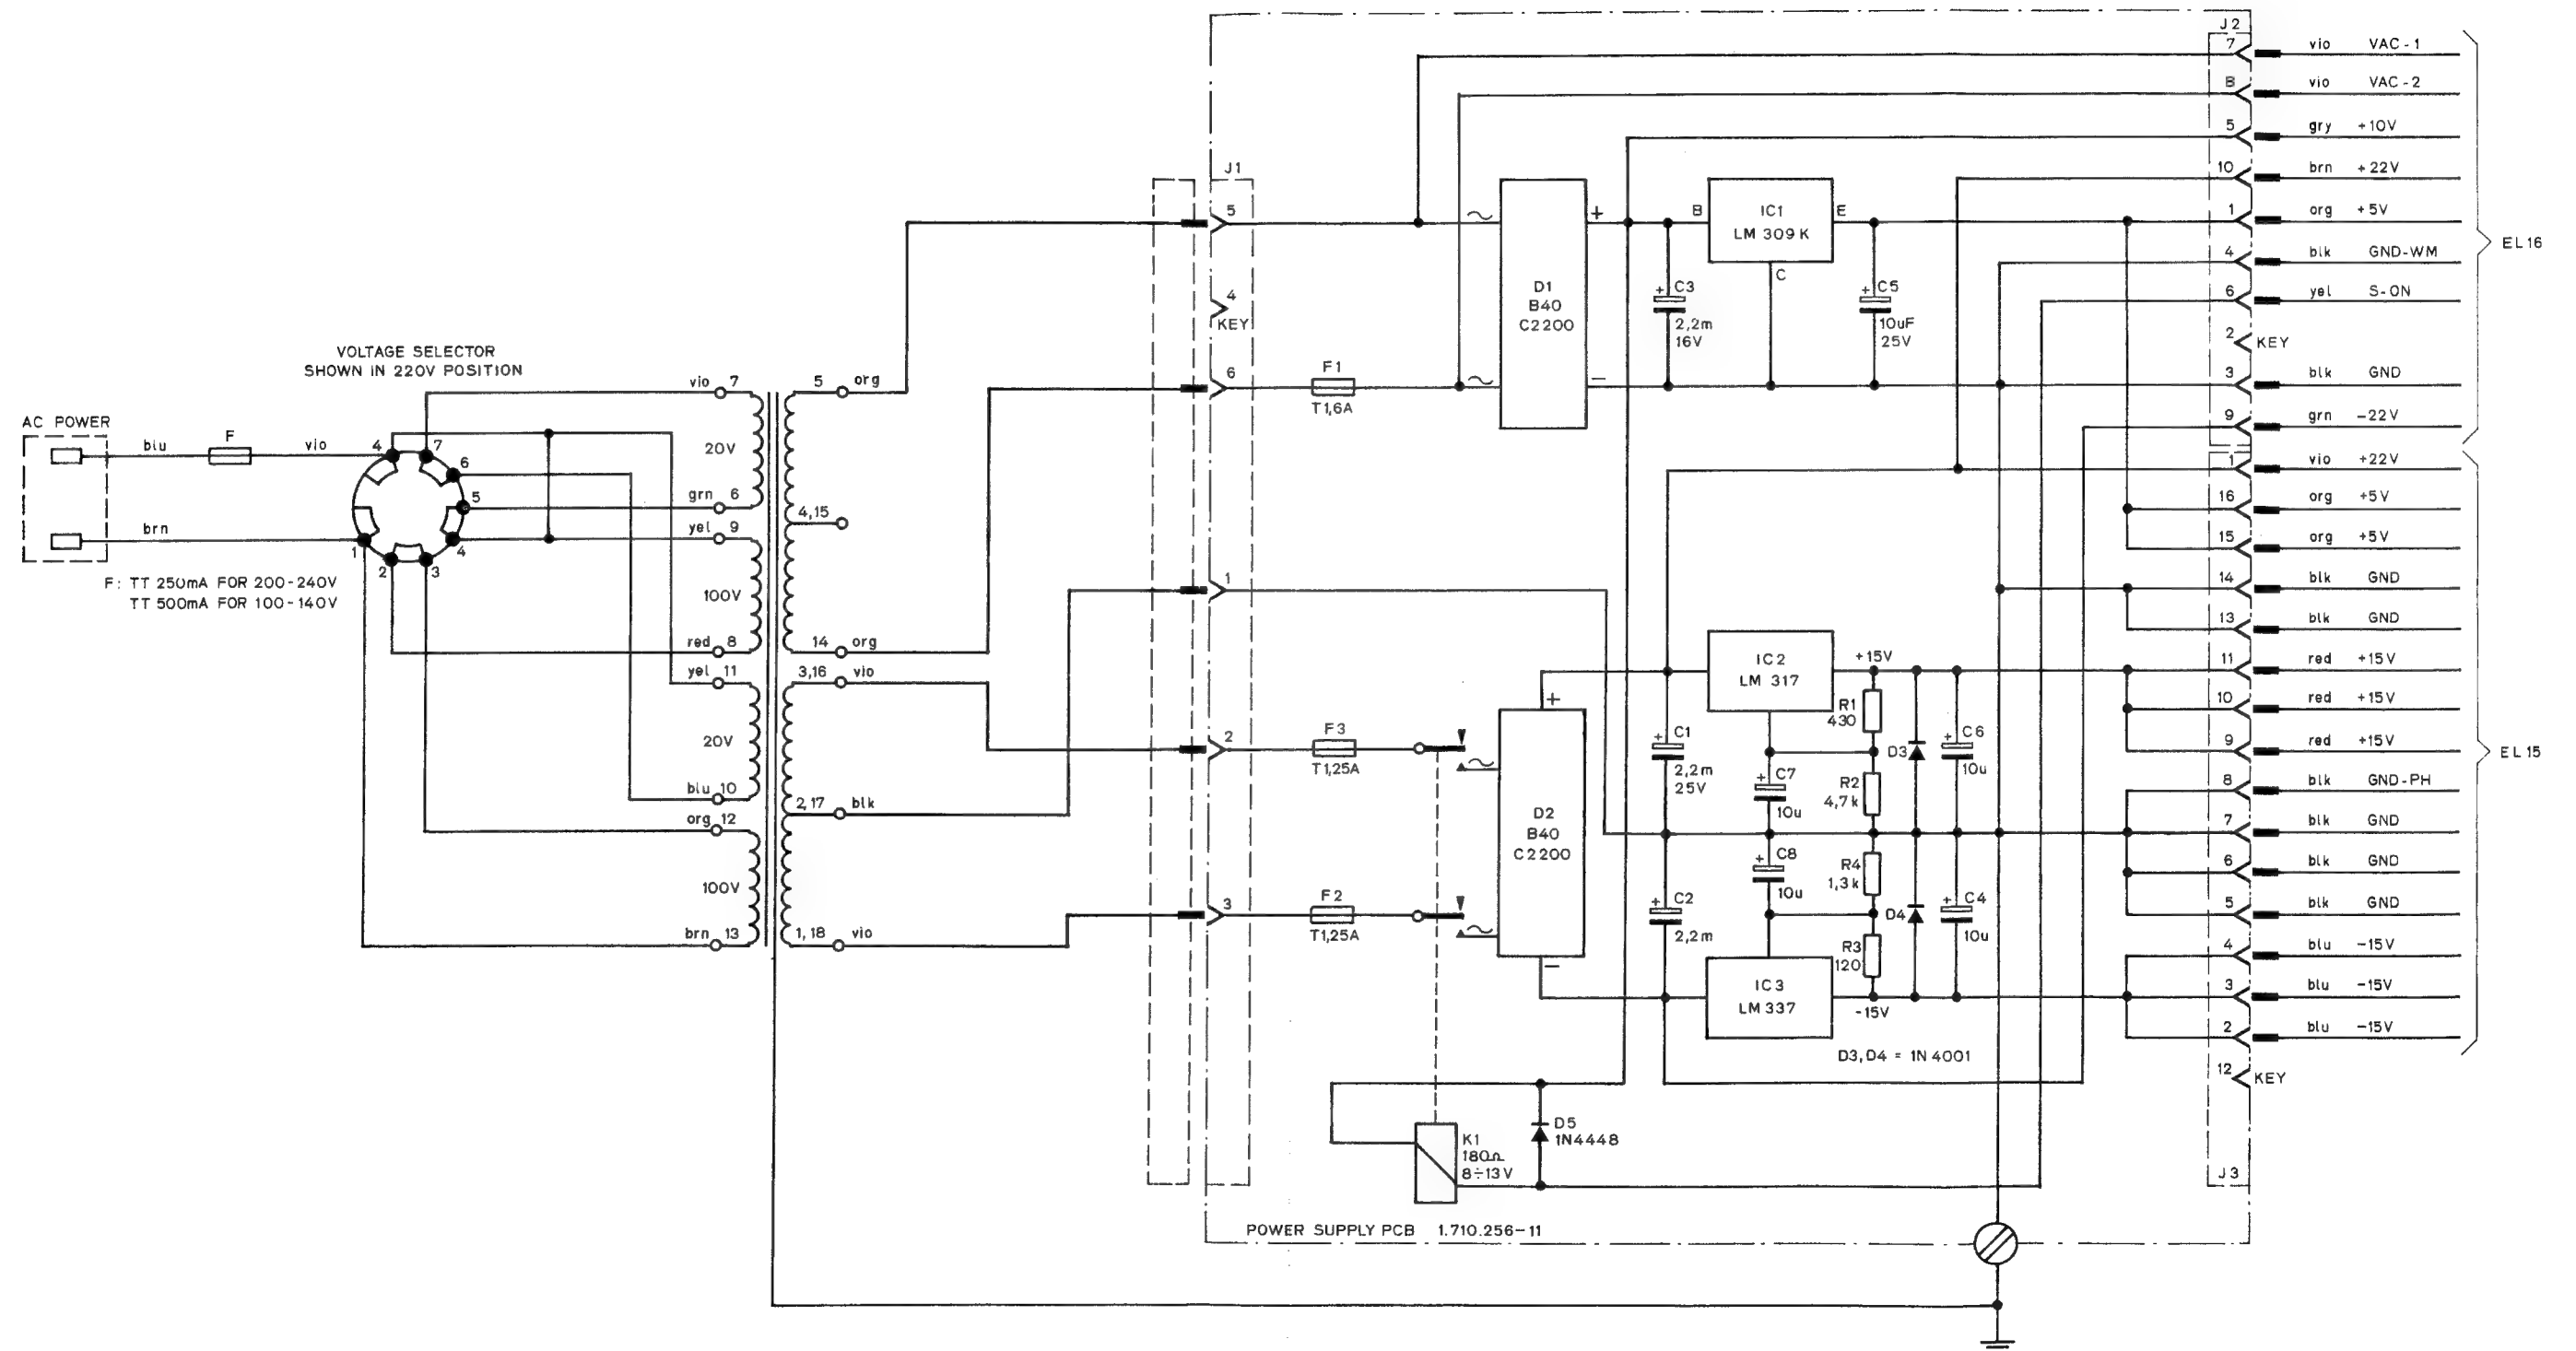 J2
7 vio VAC-1
8 vio VAC-2
5 gry +10V
10 brn +22V
1 org +5V
4 blk GND-WM
6 yel S-ON
2 KEY
3 blk GND
9 grn -22V
EL16
1 vio +22V
16 org +5V
15 org +5V
14 blk GND
13 blk GND
11 red +15V
10 red +15V
9 red +15V
8 blk GND-PH
7 blk GND
6 blk GND
5 blk GND
4 blu -15V
3 blu -15V
2 blu -15V
12 KEY
J3
EL15
AC POWER
blu
F
vio
brn
F: TT 250mA FOR 200-240V
TT 500mA FOR 100-140V
VOLTAGE SELECTOR
SHOWN IN 220V POSITION
4
7
6
5
4
3
2
1
vio 7
20V
grn 6
yel 9
100V
red 8
yel 11
20V
blu 10
org 12
100V
brn 13
5 org
4,15
14 org
3,16 vio
2,17 blk
1,18 vio
J1
5
4
KEY
6
1
2
3
F1
T1,6A
F3
T1,25A
F2
T1,25A
~
~
+
−
D1
B40
C2200
C3
2,2m
16V
+
B
IC1
LM 309K
E
C
+
C5
10uF
25V
~
~
+
−
D2
B40
C2200
+
C1
2,2m
25V
+
C2
2,2m
IC2
LM 317
+15V
R1
430
R2
4,7k
+
C7
10u
D3
+
C6
10u
+
C8
10u
R4
1,3k
R3
120
D4
+
C4
10u
IC3
LM 337
-15V
D3, D4 = 1N 4001
D5
1N4448
K1
180Ω
8÷13V
POWER SUPPLY PCB 1.710.256-11